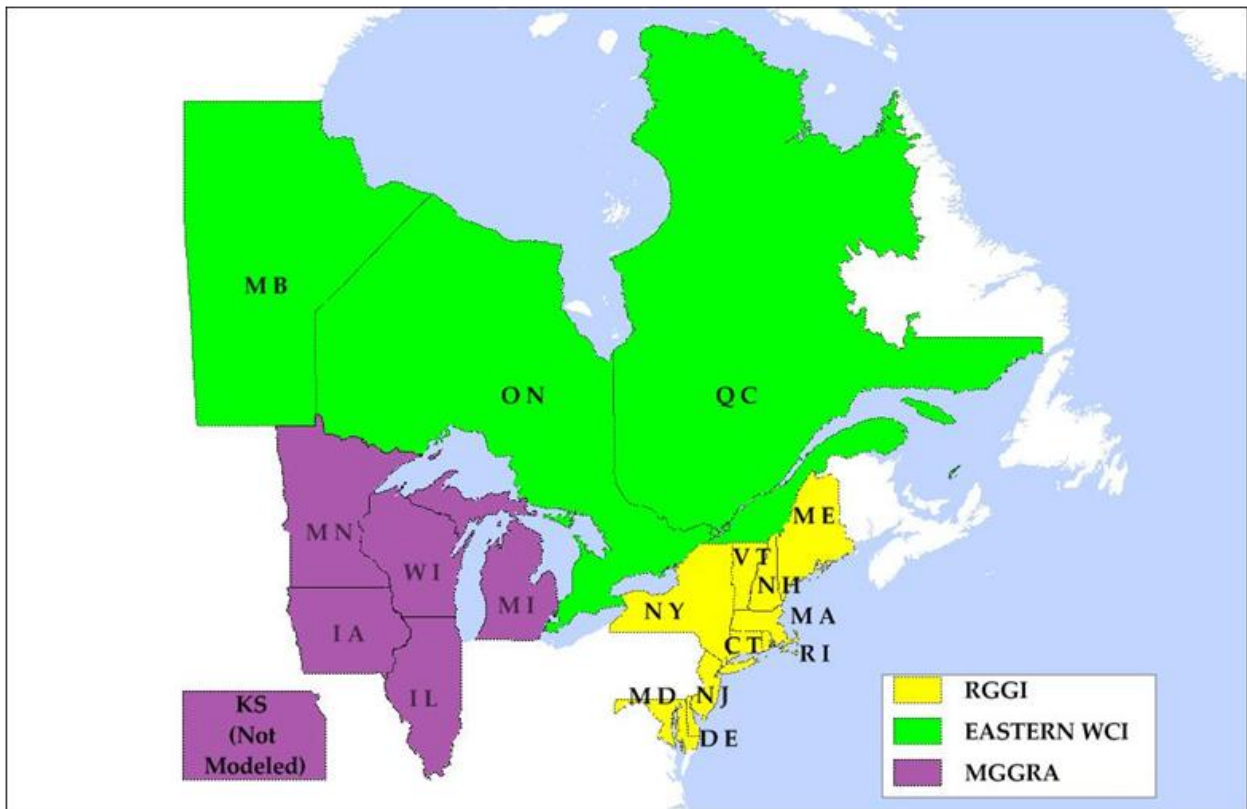 MB
ON
QC
MN
WI
MI
IA
IL
KS
(Not
Modeled)
ME
VT
NH
NY
MA
CT
RI
MD
NJ
DE
RGGI
EASTERN WCI
MGGRA